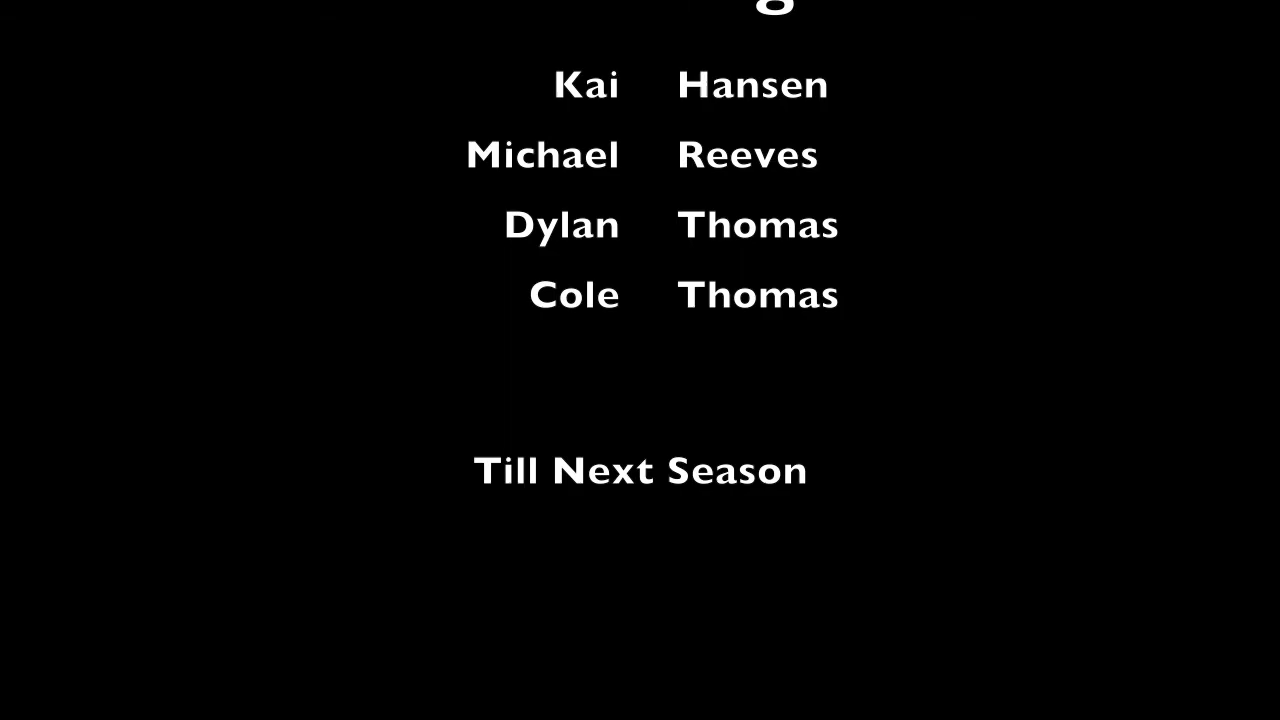 Kai Hansen
Michael Reeves
Dylan Thomas
Cole Thomas
Till Next Season